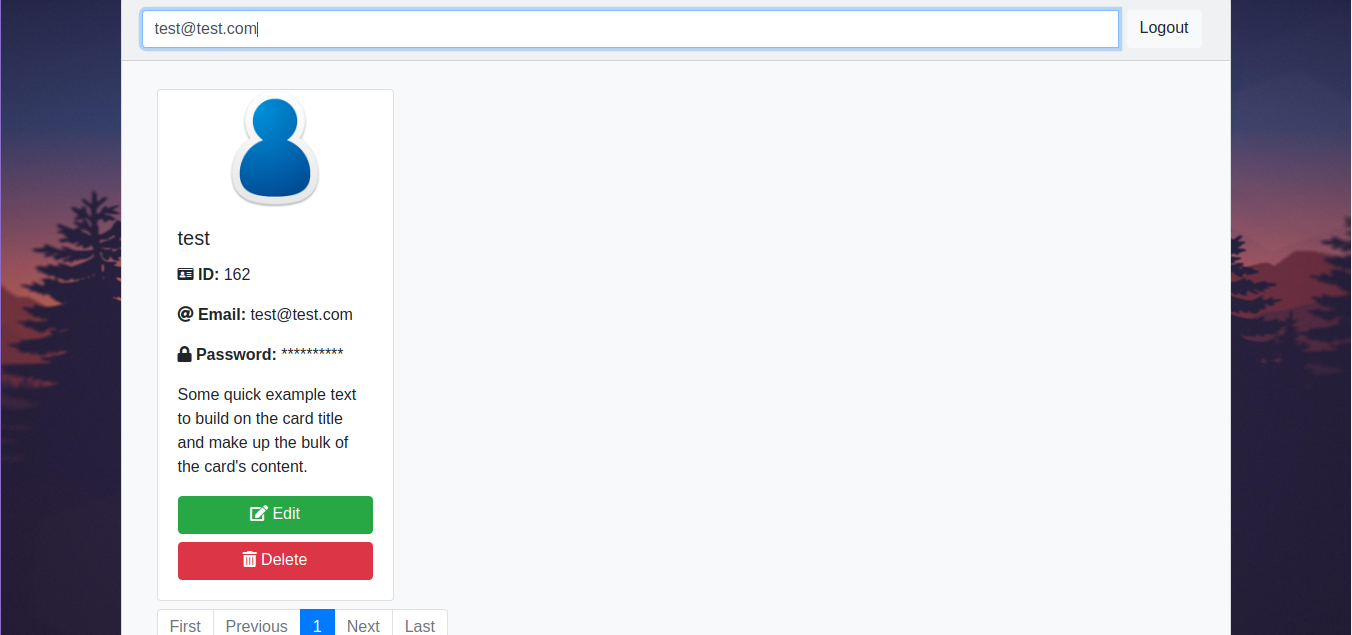 test@test.com
Logout
test
ID: 162
Email: test@test.com
Password: **********
Some quick example text
to build on the card title
and make up the bulk of
the card's content.
Edit
Delete
First Previous 1 Next Last